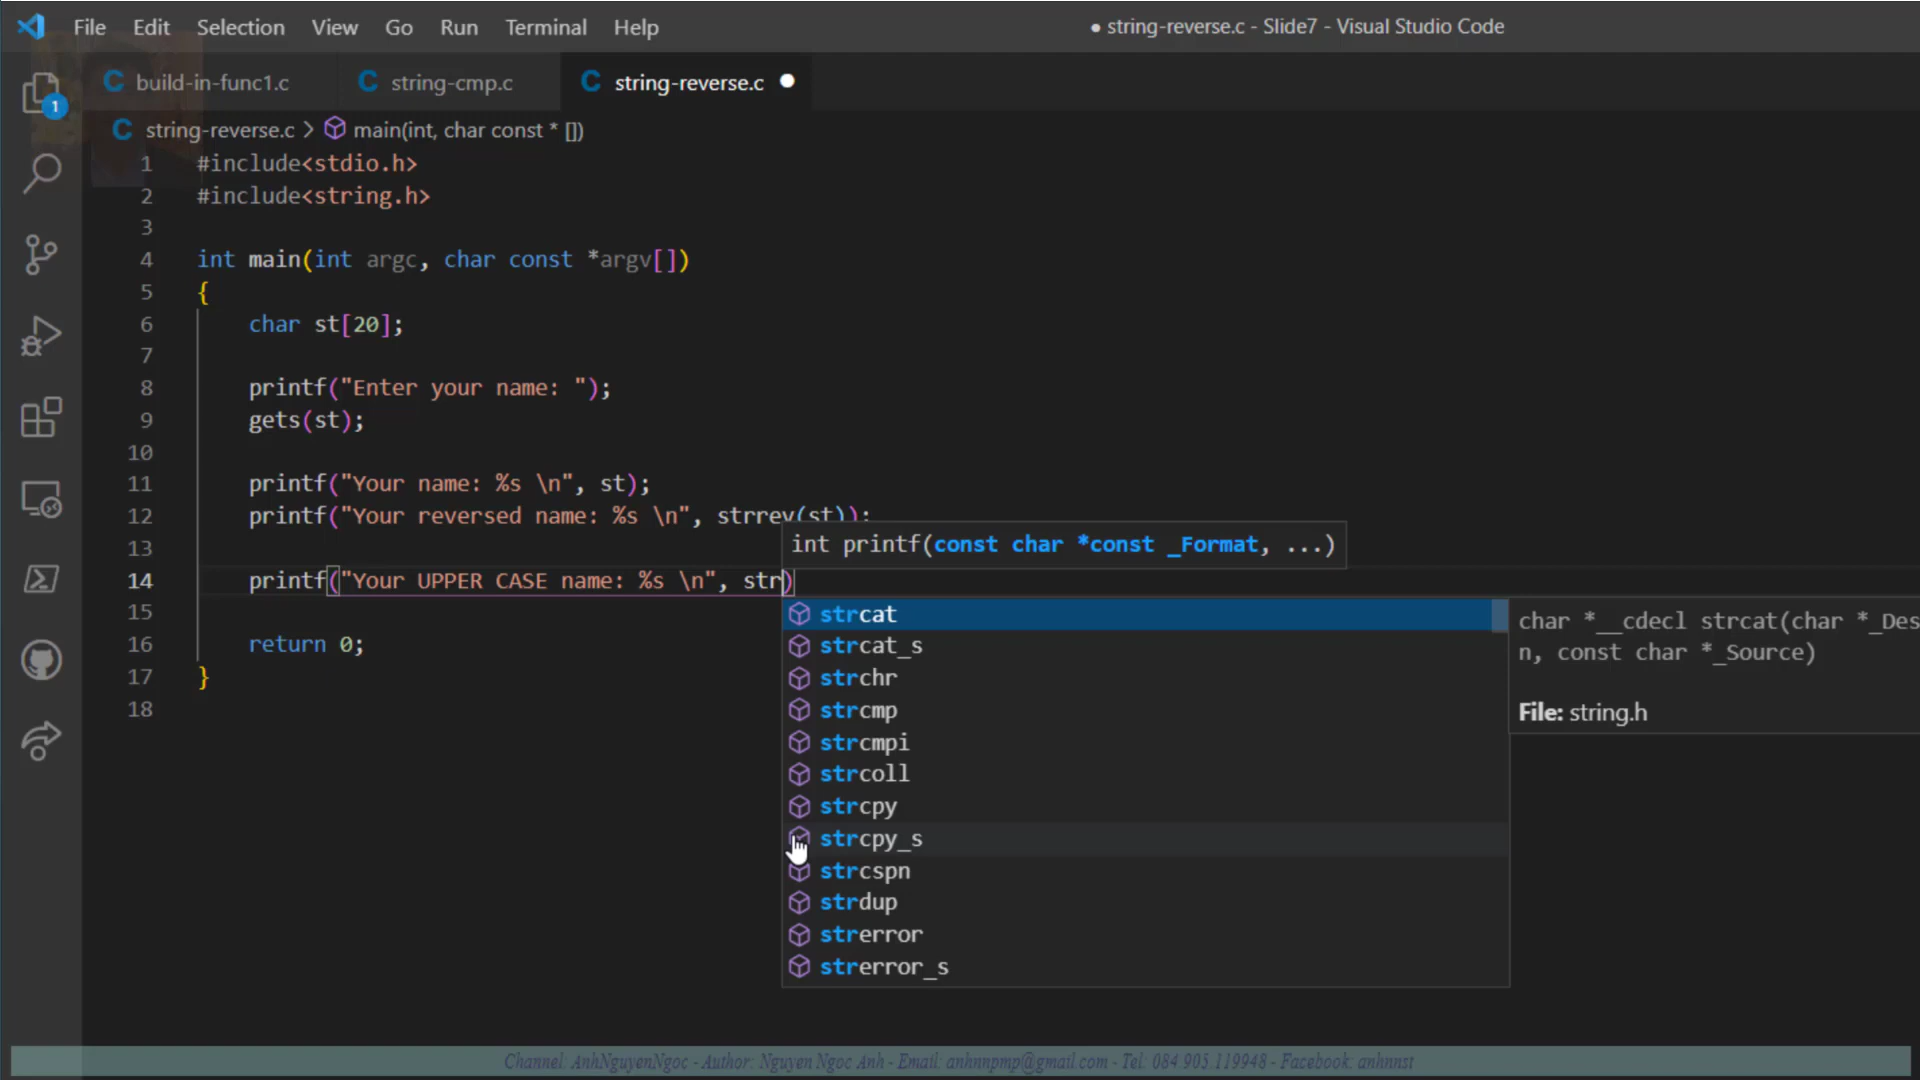 File Edit Selection View Go Run Terminal Help ● string-reverse.c - Slide7 - Visual Studio Code
build-in-func1.c string-cmp.c string-reverse.c
1
string-reverse.c > main(int, char const * [])
1 #include<stdio.h>
2 #include<string.h>
3
4 int main(int argc, char const *argv[])
5 {
6 char st[20];
7
8 printf("Enter your name: ");
9 gets(st);
10
11 printf("Your name: %s \n", st);
12 printf("Your reversed name: %s \n", strrev(st));
int printf(const char *const _Format, ...)
13
14 printf("Your UPPER CASE name: %s \n", str)
15
16 return 0;
17 }
18
strcat
strcat_s
strchr
strcmp
strcmpi
strcoll
strcpy
strcpy_s
strcspn
strdup
strerror
strerror_s
char *__cdecl strcat(char *_Des
n, const char *_Source)
File: string.h
Channel: AnhNguyenNgoc - Author: Nguyen Ngoc Anh - Email: anhnnpmp@gmail.com - Tel: 084.905.119948 - Facebook: anhnnst